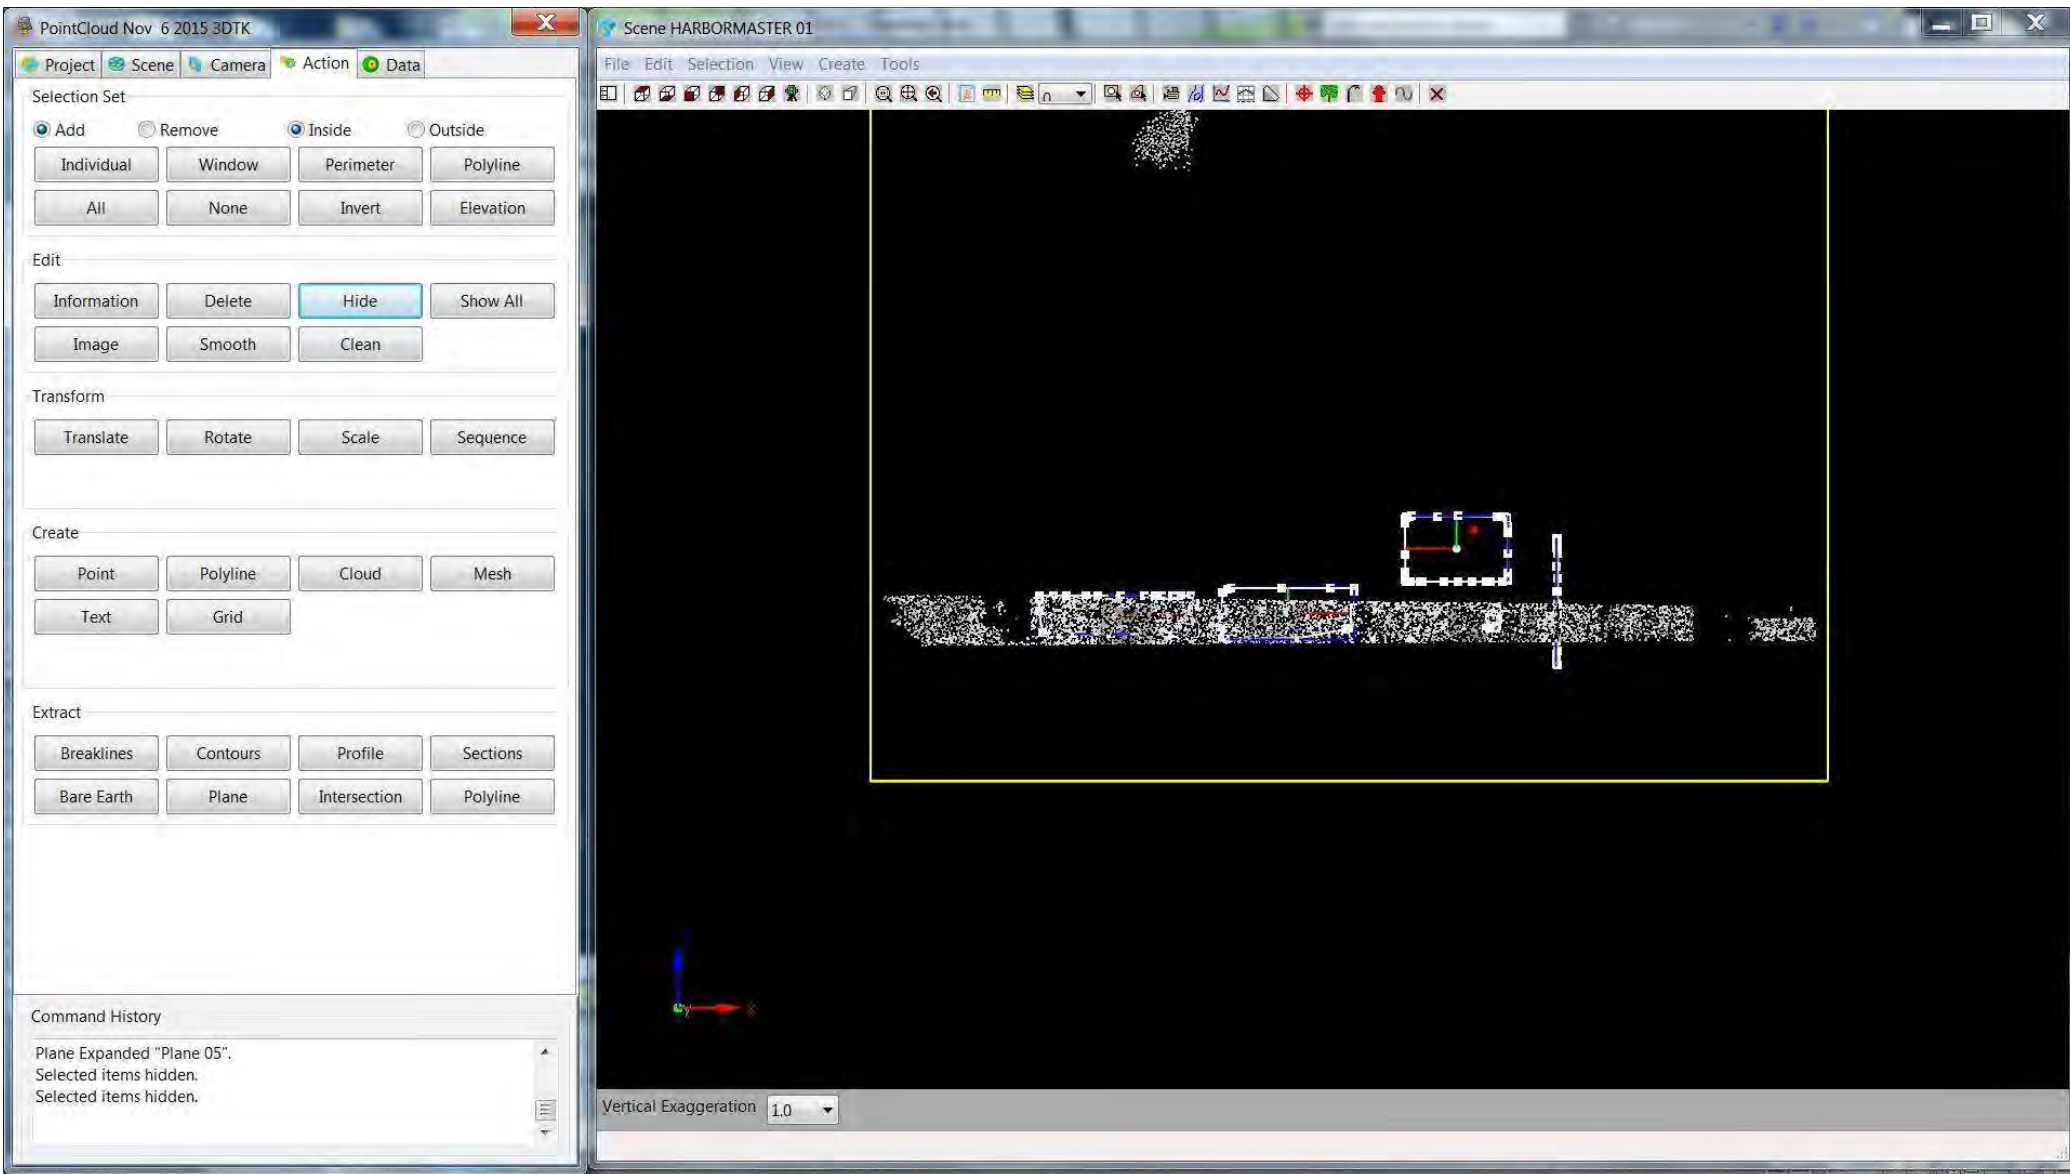 PointCloud Nov 6 2015 3DTK
Project Scene Camera Action Data
Selection Set
Add Remove Inside Outside
Individual Window Perimeter Polyline
All None Invert Elevation
Edit
Information Delete Hide Show All
Image Smooth Clean
Transform
Translate Rotate Scale Sequence
Create
Point Polyline Cloud Mesh
Text Grid
Extract
Breaklines Contours Profile Sections
Bare Earth Plane Intersection Polyline
Command History
Plane Expanded "Plane 05".
Selected items hidden.
Selected items hidden.
Scene HARBORMASTER 01
File Edit Selection View Create Tools
Vertical Exaggeration 1.0